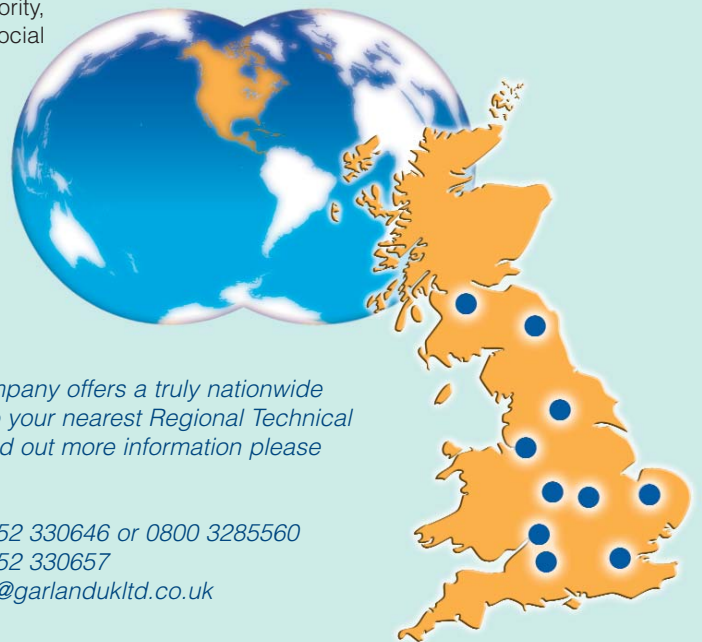 ority,
ocial
mpany offers a truly nationwide
your nearest Regional Technical
d out more information please
52 330646 or 0800 3285560
52 330657
@garlandukltd.co.uk